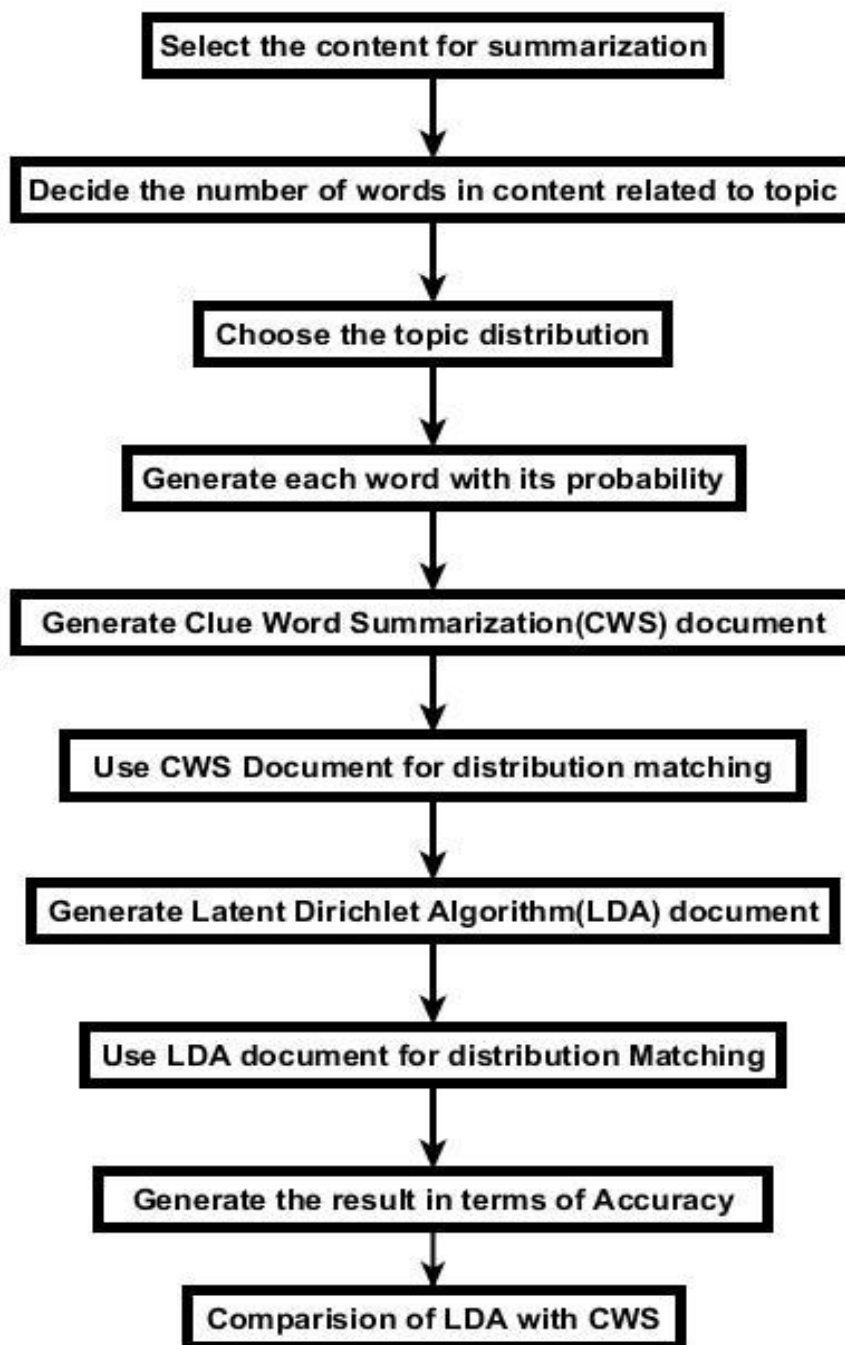 Select the content for summarization
Decide the number of words in content related to topic
Choose the topic distribution
Generate each word with its probability
Generate Clue Word Summarization(CWS) document
Use CWS Document for distribution matching
Generate Latent Dirichlet Algorithm(LDA) document
Use LDA document for distribution Matching
Generate the result in terms of Accuracy
Comparision of LDA with CWS